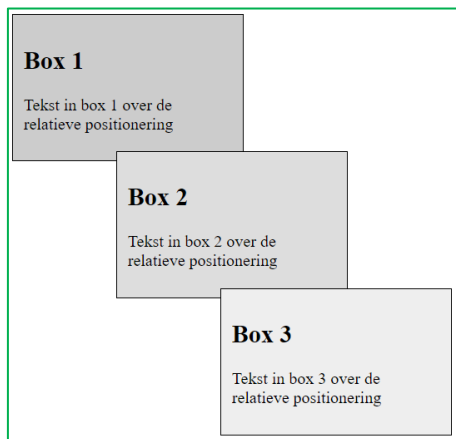 Box 1
Tekst in box 1 over de
relatieve positionering
Box 2
Tekst in box 2 over de
relatieve positionering
Box 3
Tekst in box 3 over de
relatieve positionering